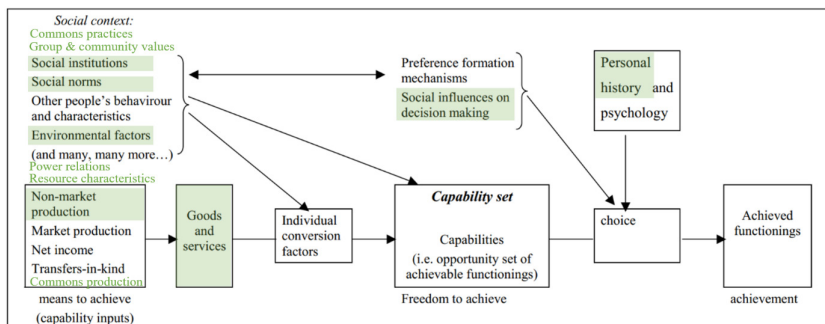 Social context:
Commons practices
Group & community values
Social institutions
Social norms
Other people's behaviour
and characteristics
Environmental factors
(and many, many more…)
Power relations
Resource characteristics
Preference formation
mechanisms
Social influences on
decision making
Personal
history and
psychology
Non-market
production
Market production
Net income
Transfers-in-kind
Commons production
means to achieve
(capability inputs)
Goods
and
services
Individual
conversion
factors
Capability set
Capabilities
(i.e. opportunity set of
achievable functionings)
Freedom to achieve
choice
Achieved
functionings
achievement